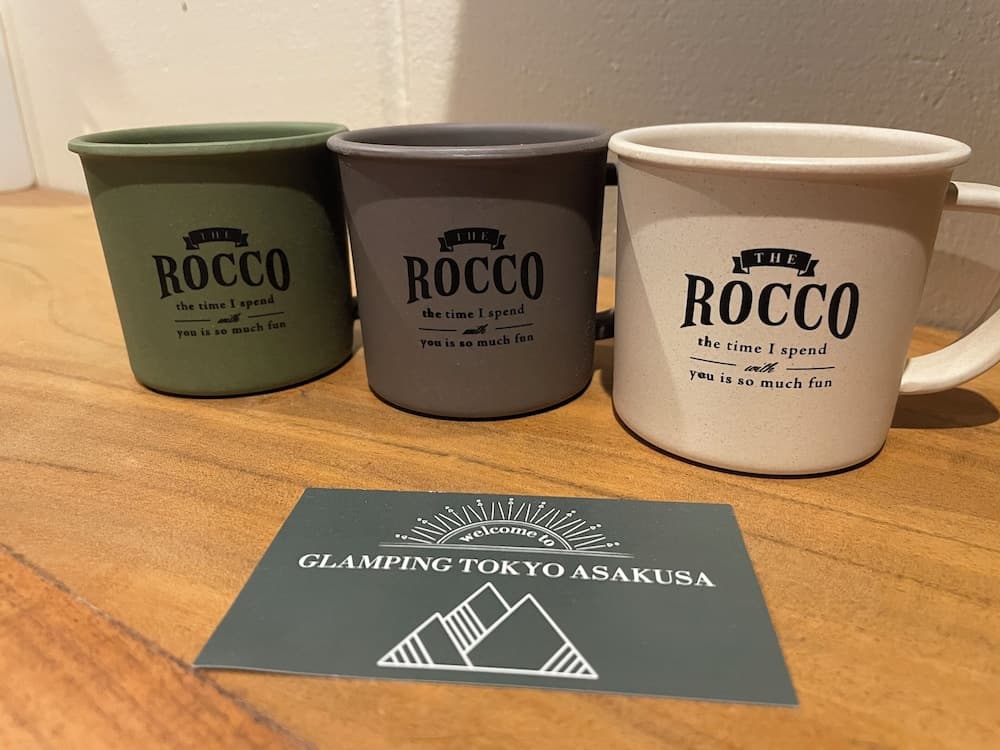 THE
ROCCO
the time I spend
with
you is so much fun
THE
ROCCO
the time I spend
with
you is so much fun
THE
ROCCO
the time I spend
with
you is so much fun
welcome to
GLAMPING TOKYO ASAKUSA